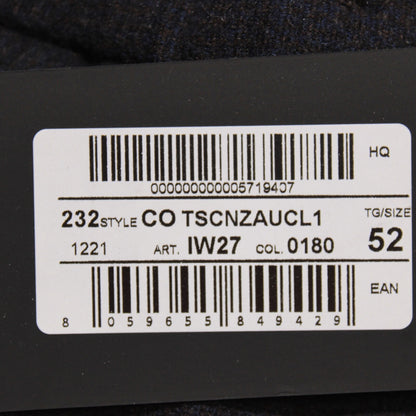 HQ
000000000005719407
232 STYLE CO TSCNZAUCL1 TG/SIZE
1221 ART. IW27 COL. 0180 52
EAN
8 059655 849429